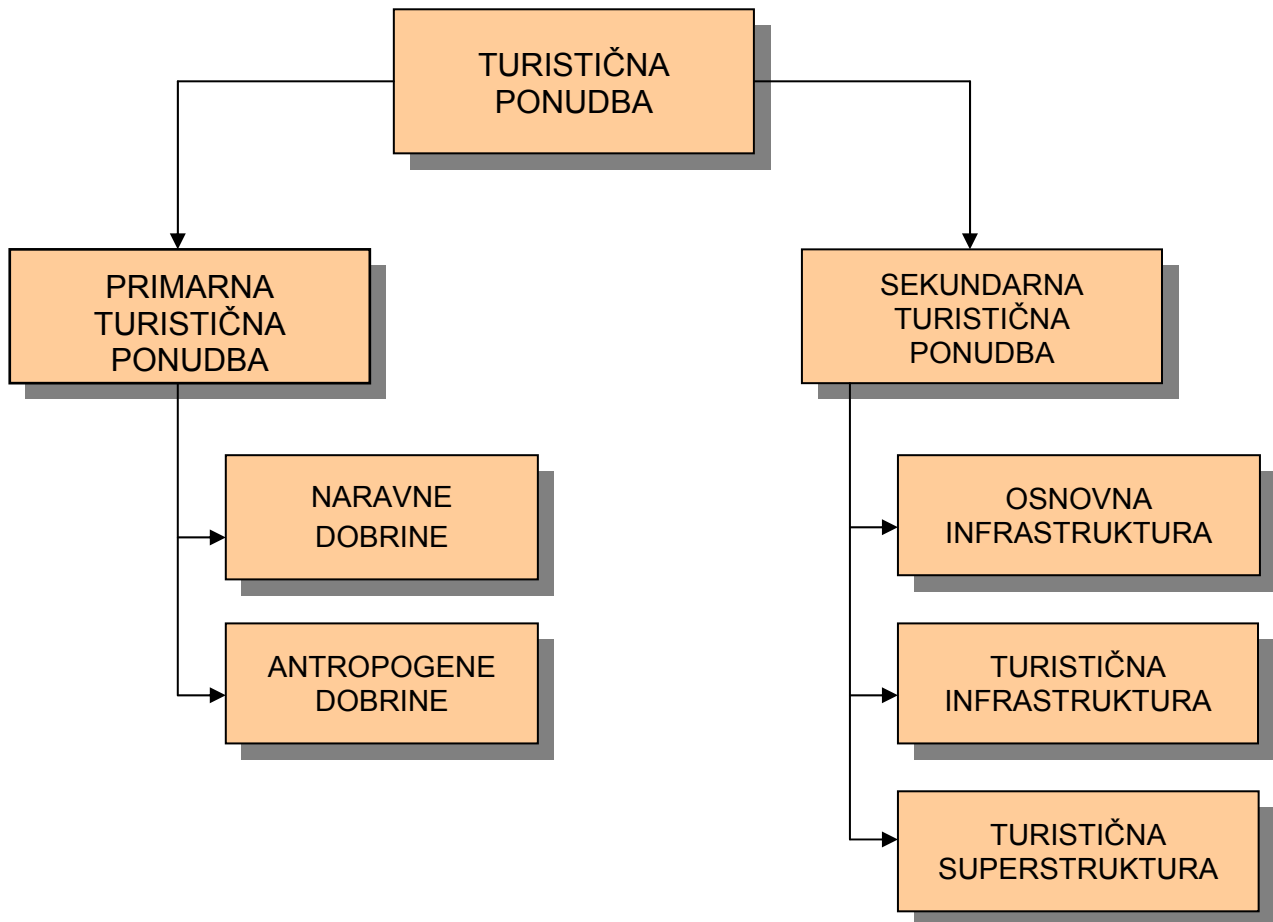 TURISTIČNA
PONUDBA
PRIMARNA
TURISTIČNA
PONUDBA
SEKUNDARNA
TURISTIČNA
PONUDBA
NARAVNE
DOBRINE
ANTROPOGENE
DOBRINE
OSNOVNA
INFRASTRUKTURA
TURISTIČNA
INFRASTRUKTURA
TURISTIČNA
SUPERSTRUKTURA